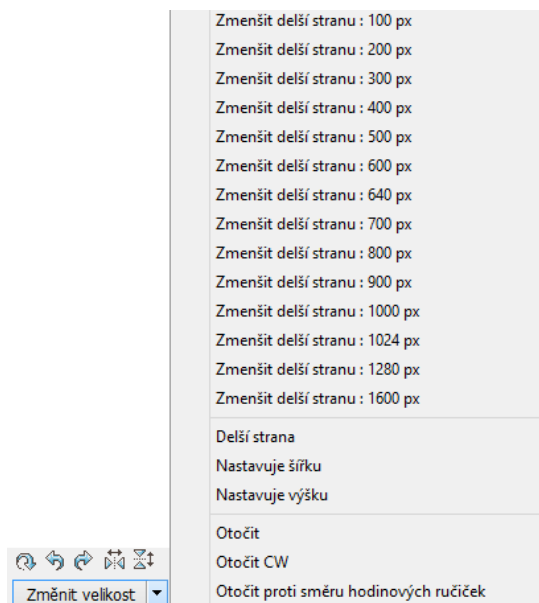 Zmenšit delší stranu : 100 px
Zmenšit delší stranu : 200 px
Zmenšit delší stranu : 300 px
Zmenšit delší stranu : 400 px
Zmenšit delší stranu : 500 px
Zmenšit delší stranu : 600 px
Zmenšit delší stranu : 640 px
Zmenšit delší stranu : 700 px
Zmenšit delší stranu : 800 px
Zmenšit delší stranu : 900 px
Zmenšit delší stranu : 1000 px
Zmenšit delší stranu : 1024 px
Zmenšit delší stranu : 1280 px
Zmenšit delší stranu : 1600 px
Delší strana
Nastavuje šířku
Nastavuje výšku
Otočit
Otočit CW
Otočit proti směru hodinových ručiček
Změnit velikost